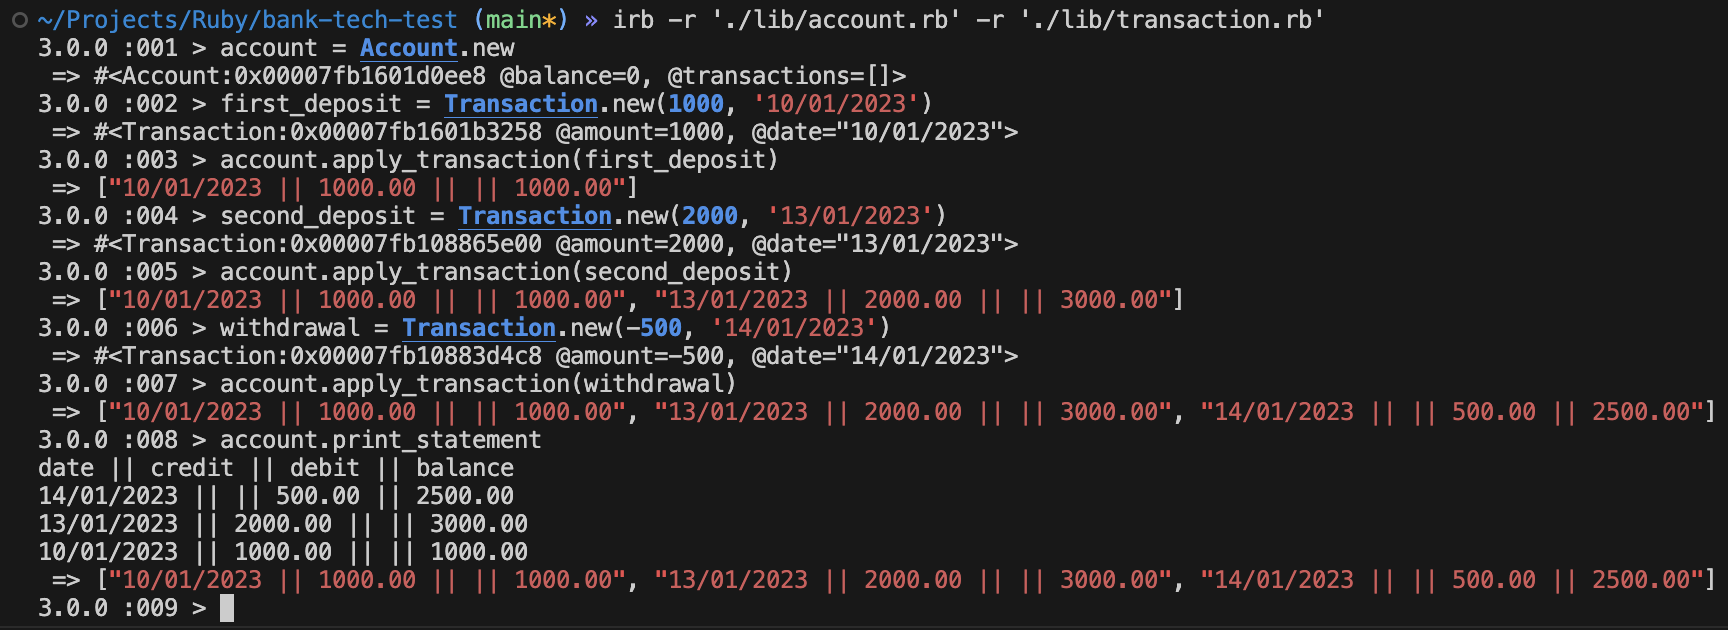 ~/Projects/Ruby/bank-tech-test (main*) » irb -r './lib/account.rb' -r './lib/transaction.rb'
3.0.0 :001 > account = Account.new
 => #<Account:0x00007fb1601d0ee8 @balance=0, @transactions=[]>
3.0.0 :002 > first_deposit = Transaction.new(1000, '10/01/2023')
 => #<Transaction:0x00007fb1601b3258 @amount=1000, @date="10/01/2023">
3.0.0 :003 > account.apply_transaction(first_deposit)
 => ["10/01/2023 || 1000.00 || || 1000.00"]
3.0.0 :004 > second_deposit = Transaction.new(2000, '13/01/2023')
 => #<Transaction:0x00007fb108865e00 @amount=2000, @date="13/01/2023">
3.0.0 :005 > account.apply_transaction(second_deposit)
 => ["10/01/2023 || 1000.00 || || 1000.00", "13/01/2023 || 2000.00 || || 3000.00"]
3.0.0 :006 > withdrawal = Transaction.new(-500, '14/01/2023')
 => #<Transaction:0x00007fb10883d4c8 @amount=-500, @date="14/01/2023">
3.0.0 :007 > account.apply_transaction(withdrawal)
 => ["10/01/2023 || 1000.00 || || 1000.00", "13/01/2023 || 2000.00 || || 3000.00", "14/01/2023 || || 500.00 || 2500.00"]
3.0.0 :008 > account.print_statement
date || credit || debit || balance
14/01/2023 || || 500.00 || 2500.00
13/01/2023 || 2000.00 || || 3000.00
10/01/2023 || 1000.00 || || 1000.00
 => ["10/01/2023 || 1000.00 || || 1000.00", "13/01/2023 || 2000.00 || || 3000.00", "14/01/2023 || || 500.00 || 2500.00"]
3.0.0 :009 >